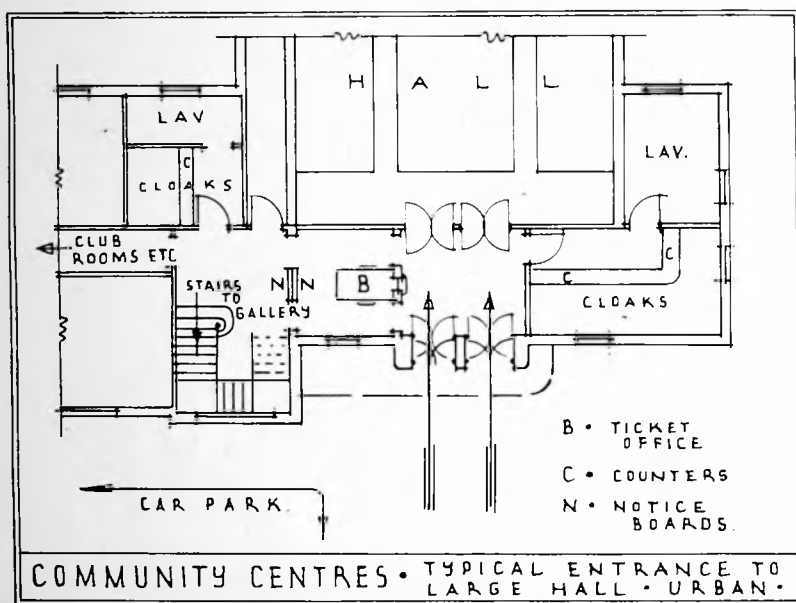 HALL
LAV
C
CLOAKS
LAV.
CLUB
ROOMS ETC
STAIRS
TO
GALLERY
N N
B
C
C
CLOAKS
B • TICKET
OFFICE
C • COUNTERS
N • NOTICE
BOARDS.
CAR PARK
COMMUNITY CENTRES • TYPICAL ENTRANCE TO
LARGE HALL • URBAN •